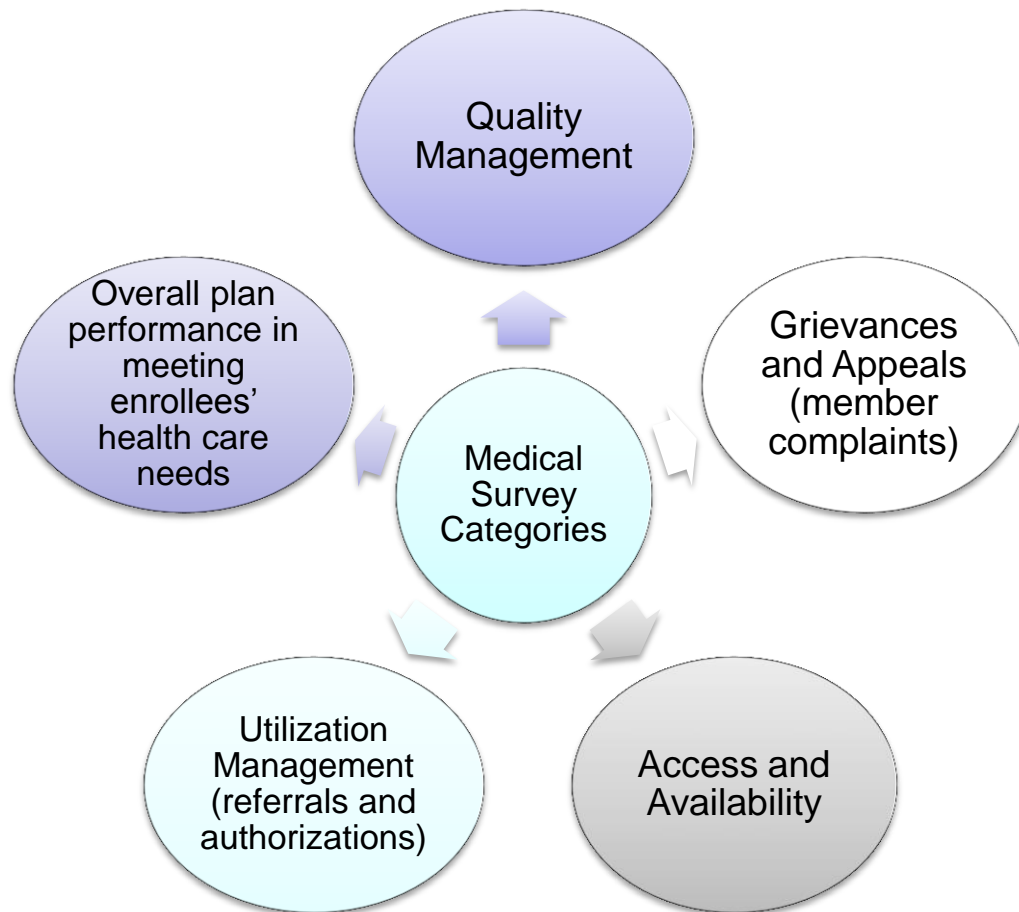 Quality
Management
Overall plan
performance in
meeting
enrollees’
health care
needs
Grievances
and Appeals
(member
complaints)
Medical
Survey
Categories
Utilization
Management
(referrals and
authorizations)
Access and
Availability